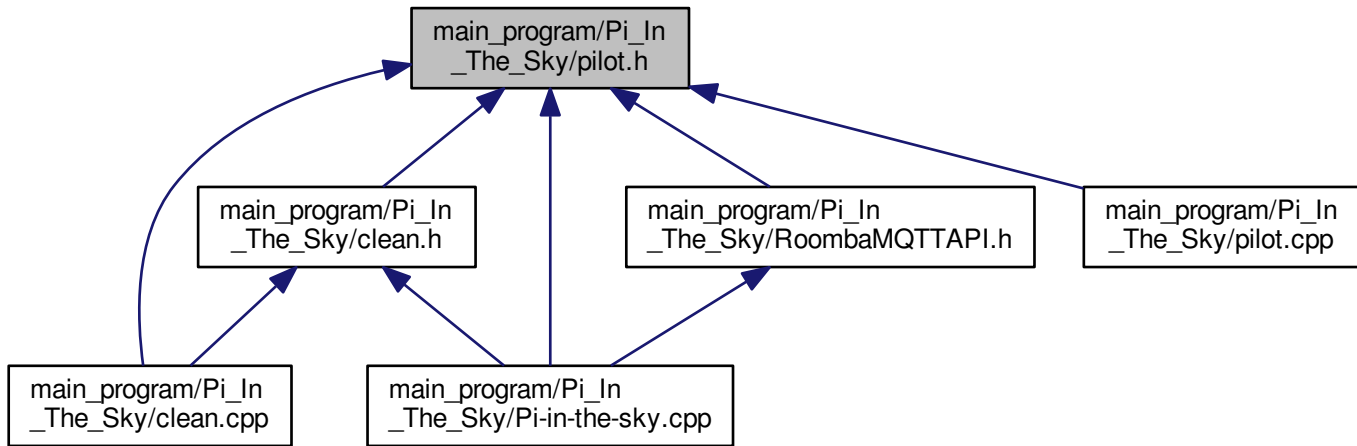 main_program/Pi_In
_The_Sky/pilot.h
main_program/Pi_In
_The_Sky/clean.h
main_program/Pi_In
_The_Sky/RoombaMQTTAPI.h
main_program/Pi_In
_The_Sky/pilot.cpp
main_program/Pi_In
_The_Sky/clean.cpp
main_program/Pi_In
_The_Sky/Pi-in-the-sky.cpp